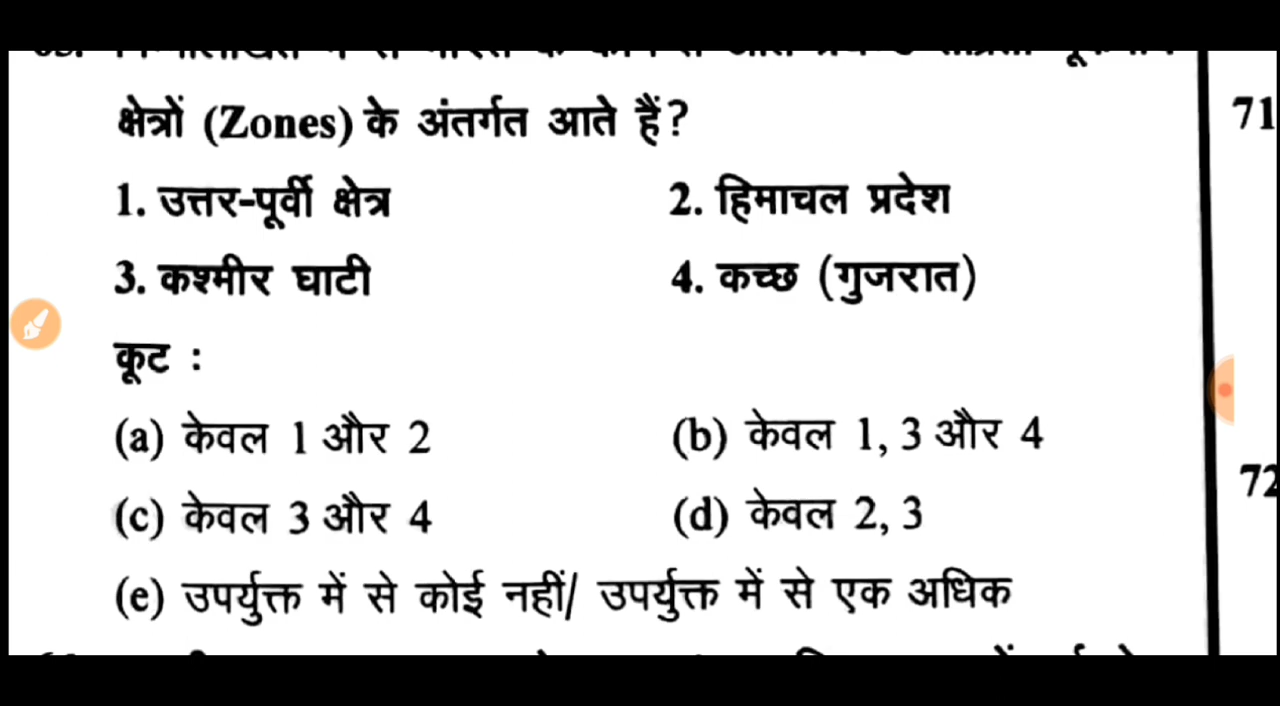 क्षेत्रों (Zones) के अंतर्गत आते हैं?
71
1. उत्तर-पूर्वी क्षेत्र
2. हिमाचल प्रदेश
3. कश्मीर घाटी
4. कच्छ (गुजरात)
कूट :
(a) केवल 1 और 2
(b) केवल 1, 3 और 4
72
(c) केवल 3 और 4
(d) केवल 2, 3
(e) उपर्युक्त में से कोई नहीं/ उपर्युक्त में से एक अधिक